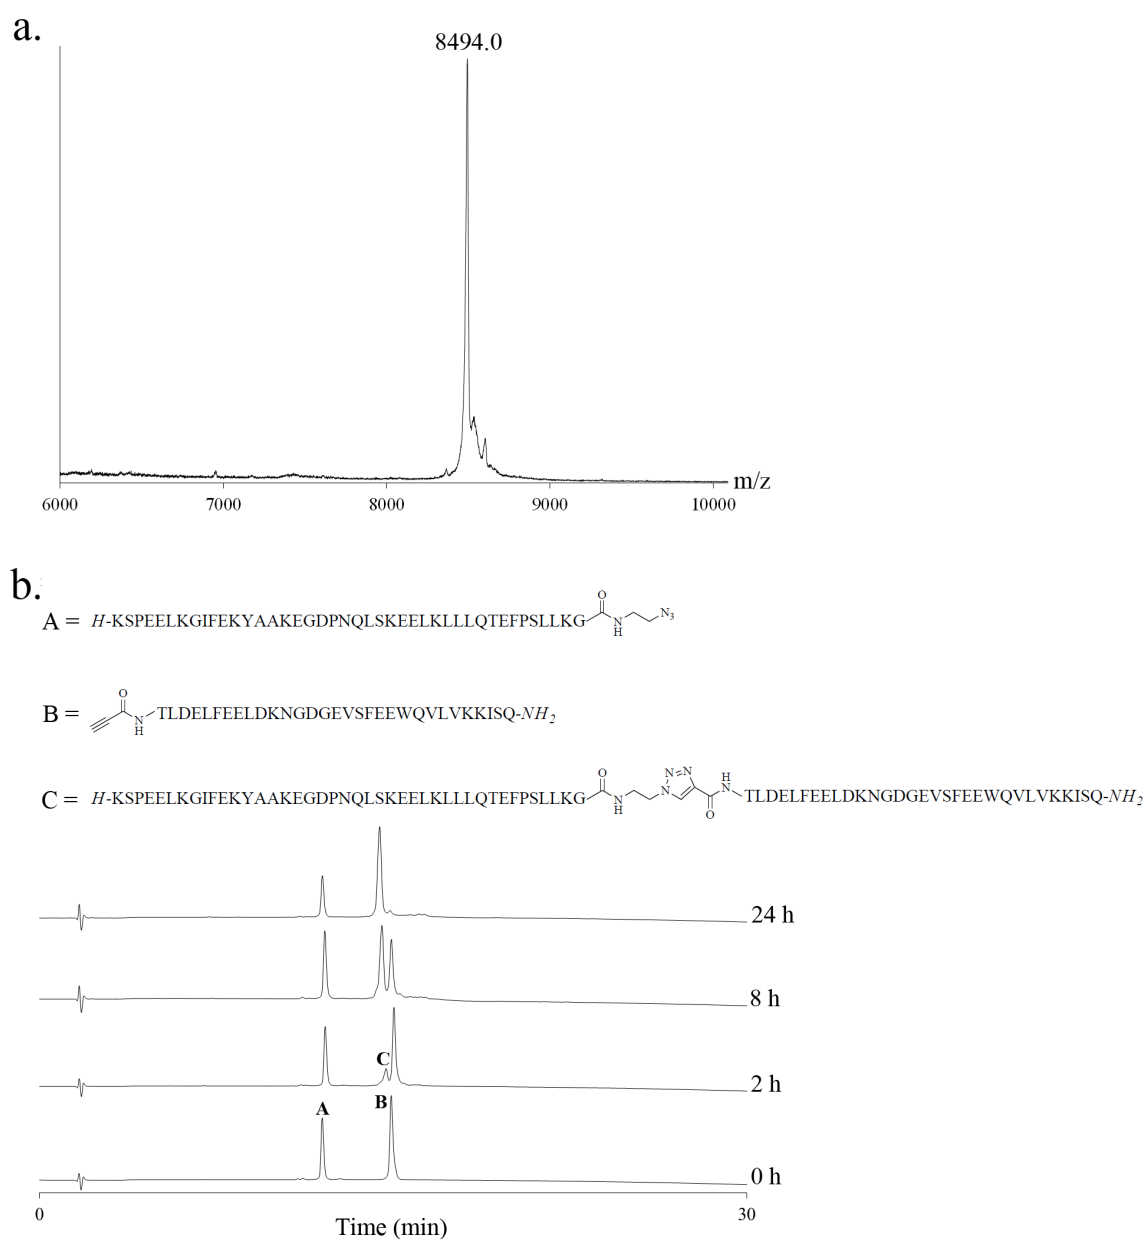 a.
8494.0
m/z
6000 7000 8000 9000 10000
b.
A = H-KSPEELKGIFEKYAAKEGDPNQLSKEELKLLLQTEFPSLLKG O N H N3
B = O N H TLDELFEELDKNGDGEVSFEEWQVLVKKISQ-NH2
C = H-KSPEELKGIFEKYAAKEGDPNQLSKEELKLLLQTEFPSLLKG O N H N N=N O H N TLDELFEELDKNGDGEVSFEEWQVLVKKISQ-NH2
24 h
8 h
C
2 h
A B
0 h
0 30
Time (min)